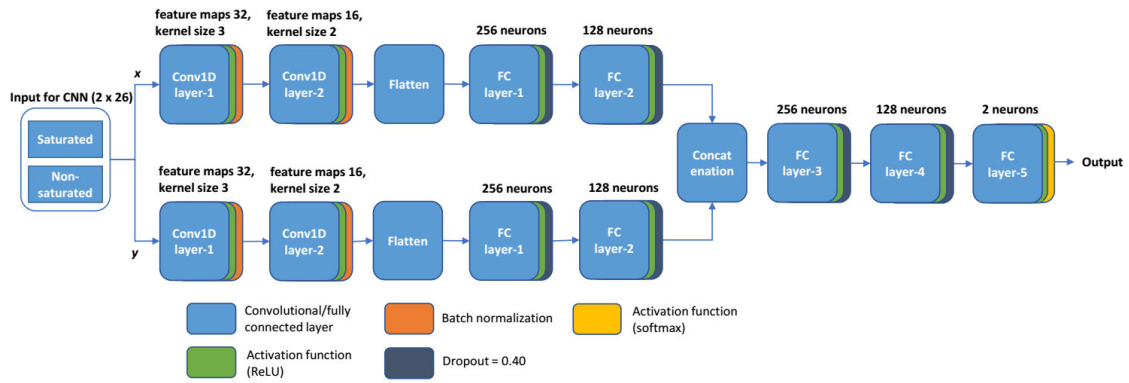 feature maps 32,
kernel size 3
feature maps 16,
kernel size 2
256 neurons
128 neurons
x
Conv1D
layer-1
Conv1D
layer-2
Flatten
FC
layer-1
FC
layer-2
Input for CNN (2 x 26)
Saturated
Non-
saturated
256 neurons
128 neurons
2 neurons
Concat
enation
FC
layer-3
FC
layer-4
FC
layer-5
Output
feature maps 32,
kernel size 3
feature maps 16,
kernel size 2
256 neurons
128 neurons
y
Conv1D
layer-1
Conv1D
layer-2
Flatten
FC
layer-1
FC
layer-2
Convolutional/fully
connected layer
Batch normalization
Activation function
(softmax)
Activation function
(ReLU)
Dropout = 0.40